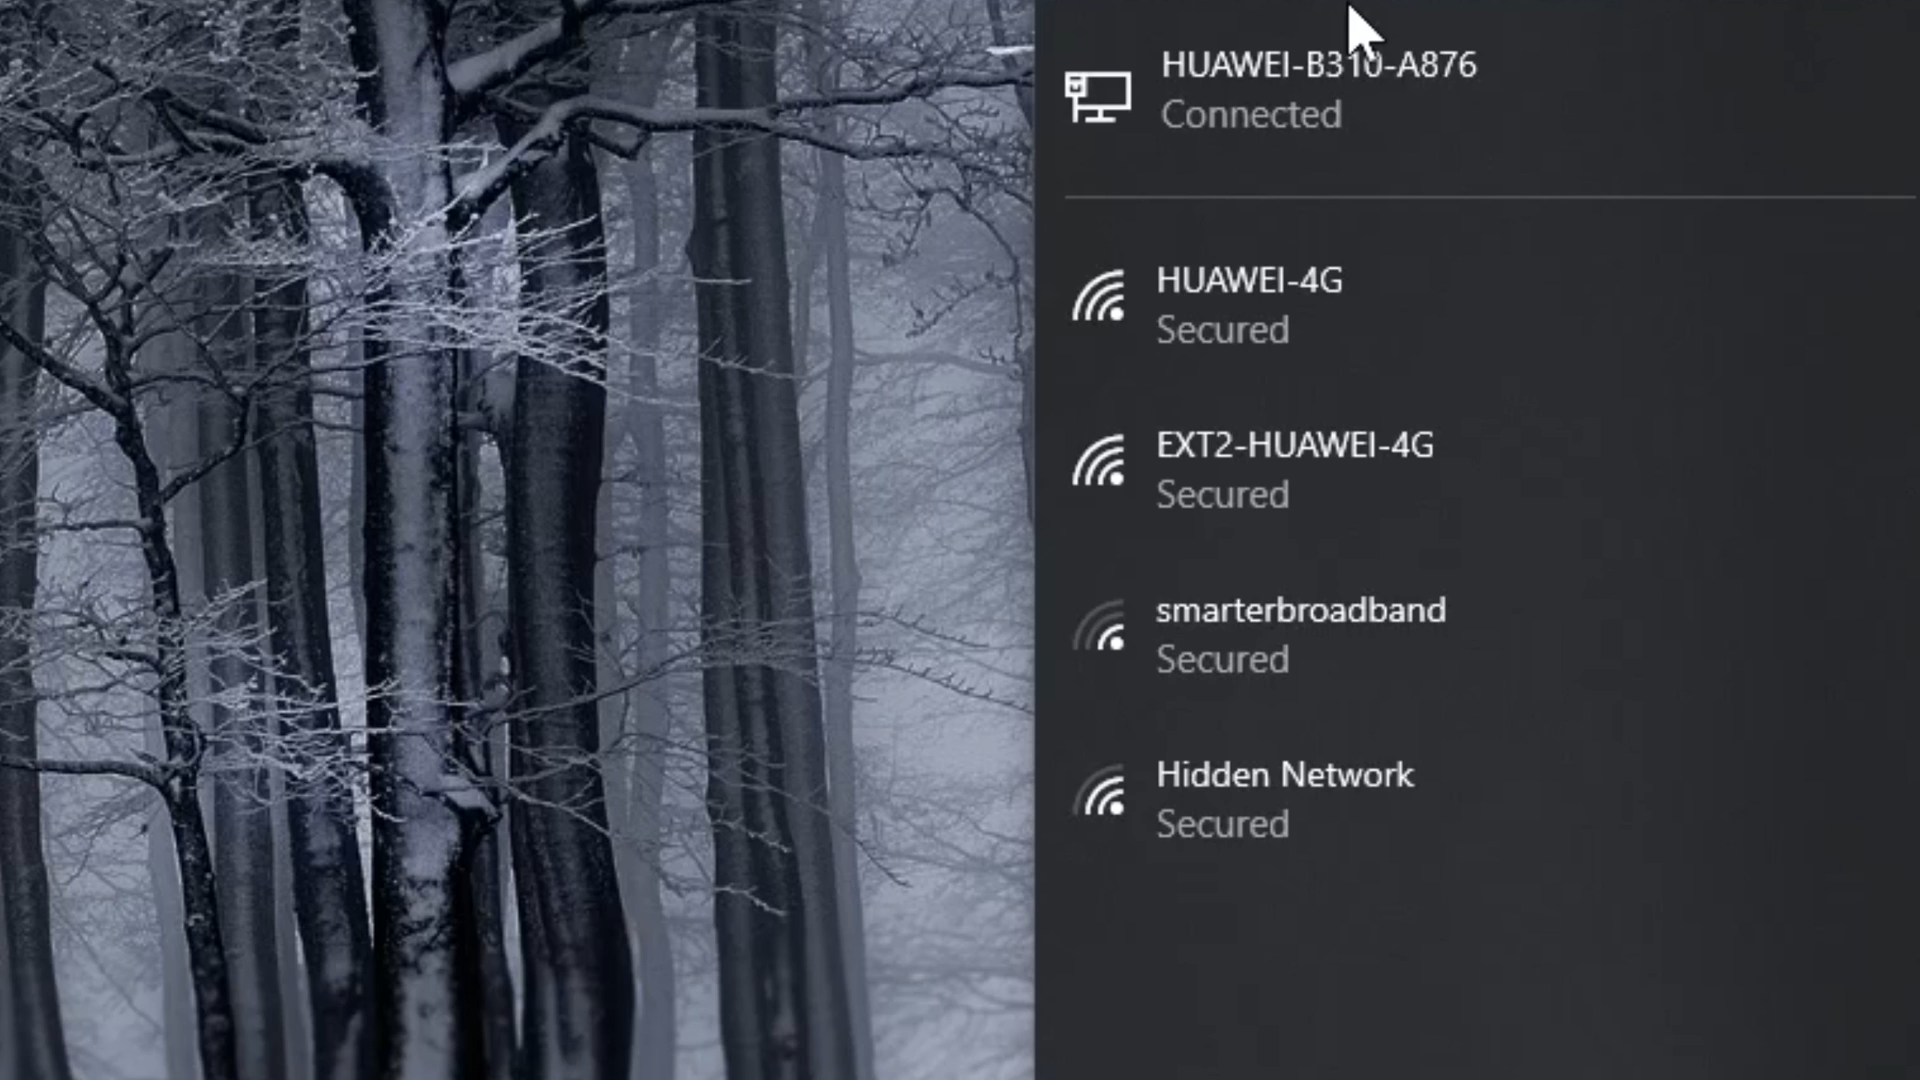 HUAWEI-B310-A876
Connected
HUAWEI-4G
Secured
EXT2-HUAWEI-4G
Secured
smarterbroadband
Secured
Hidden Network
Secured